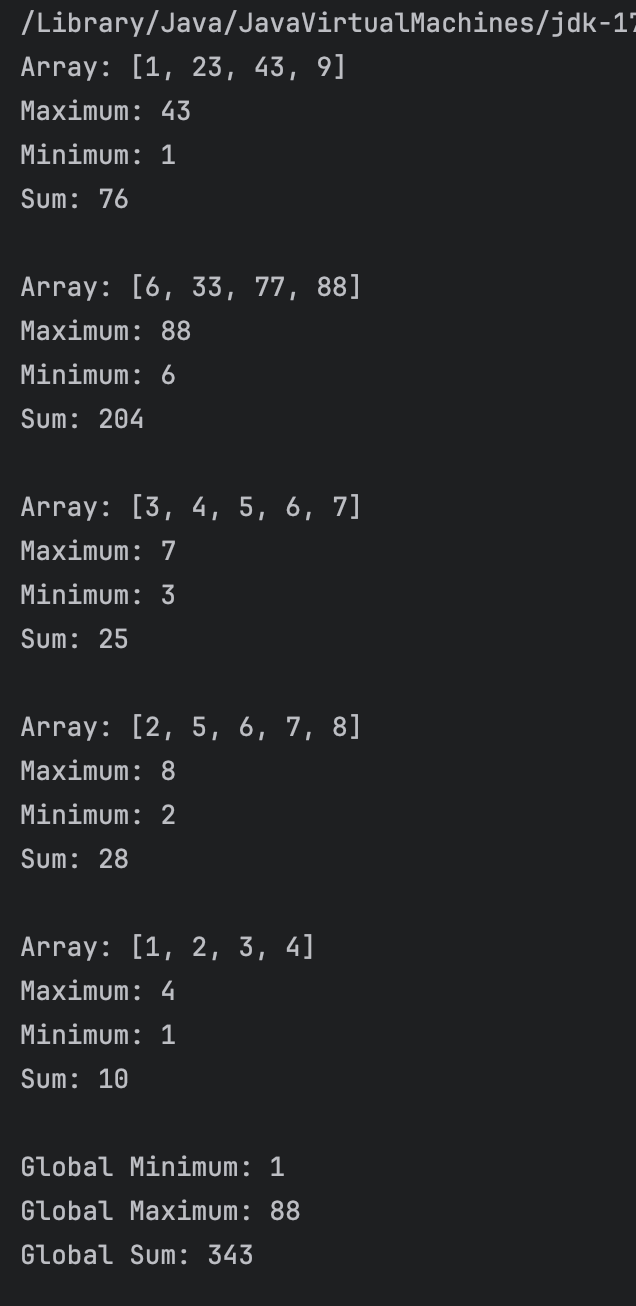 /Library/Java/JavaVirtualMachines/jdk-17
Array: [1, 23, 43, 9]
Maximum: 43
Minimum: 1
Sum: 76
Array: [6, 33, 77, 88]
Maximum: 88
Minimum: 6
Sum: 204
Array: [3, 4, 5, 6, 7]
Maximum: 7
Minimum: 3
Sum: 25
Array: [2, 5, 6, 7, 8]
Maximum: 8
Minimum: 2
Sum: 28
Array: [1, 2, 3, 4]
Maximum: 4
Minimum: 1
Sum: 10
Global Minimum: 1
Global Maximum: 88
Global Sum: 343